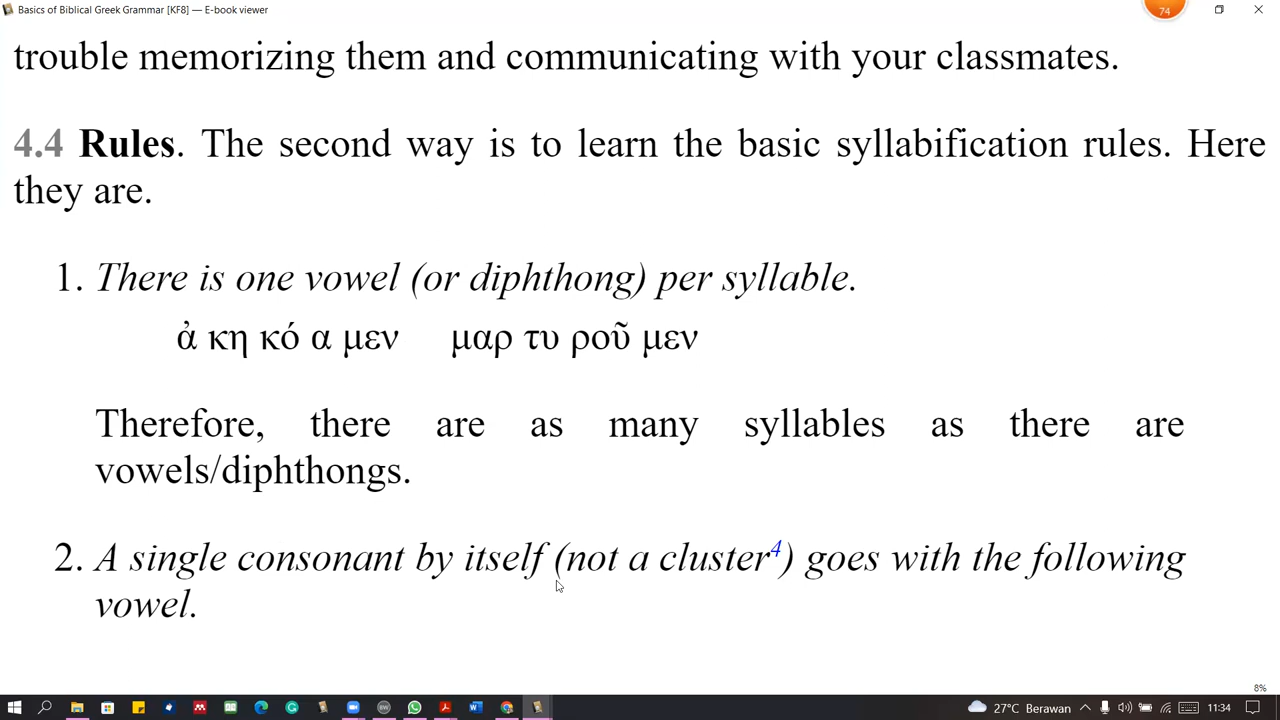 Basics of Biblical Greek Grammar [KF8] — E-book viewer
74
trouble memorizing them and communicating with your classmates.
4.4 Rules. The second way is to learn the basic syllabification rules. Here
they are.
1. There is one vowel (or diphthong) per syllable.
ἀ κη κό α μεν μαρ τυ ροῦ μεν
Therefore, there are as many syllables as there are
vowels/diphthongs.
2. A single consonant by itself (not a cluster4) goes with the following
vowel.
8%
27°C Berawan 11:34